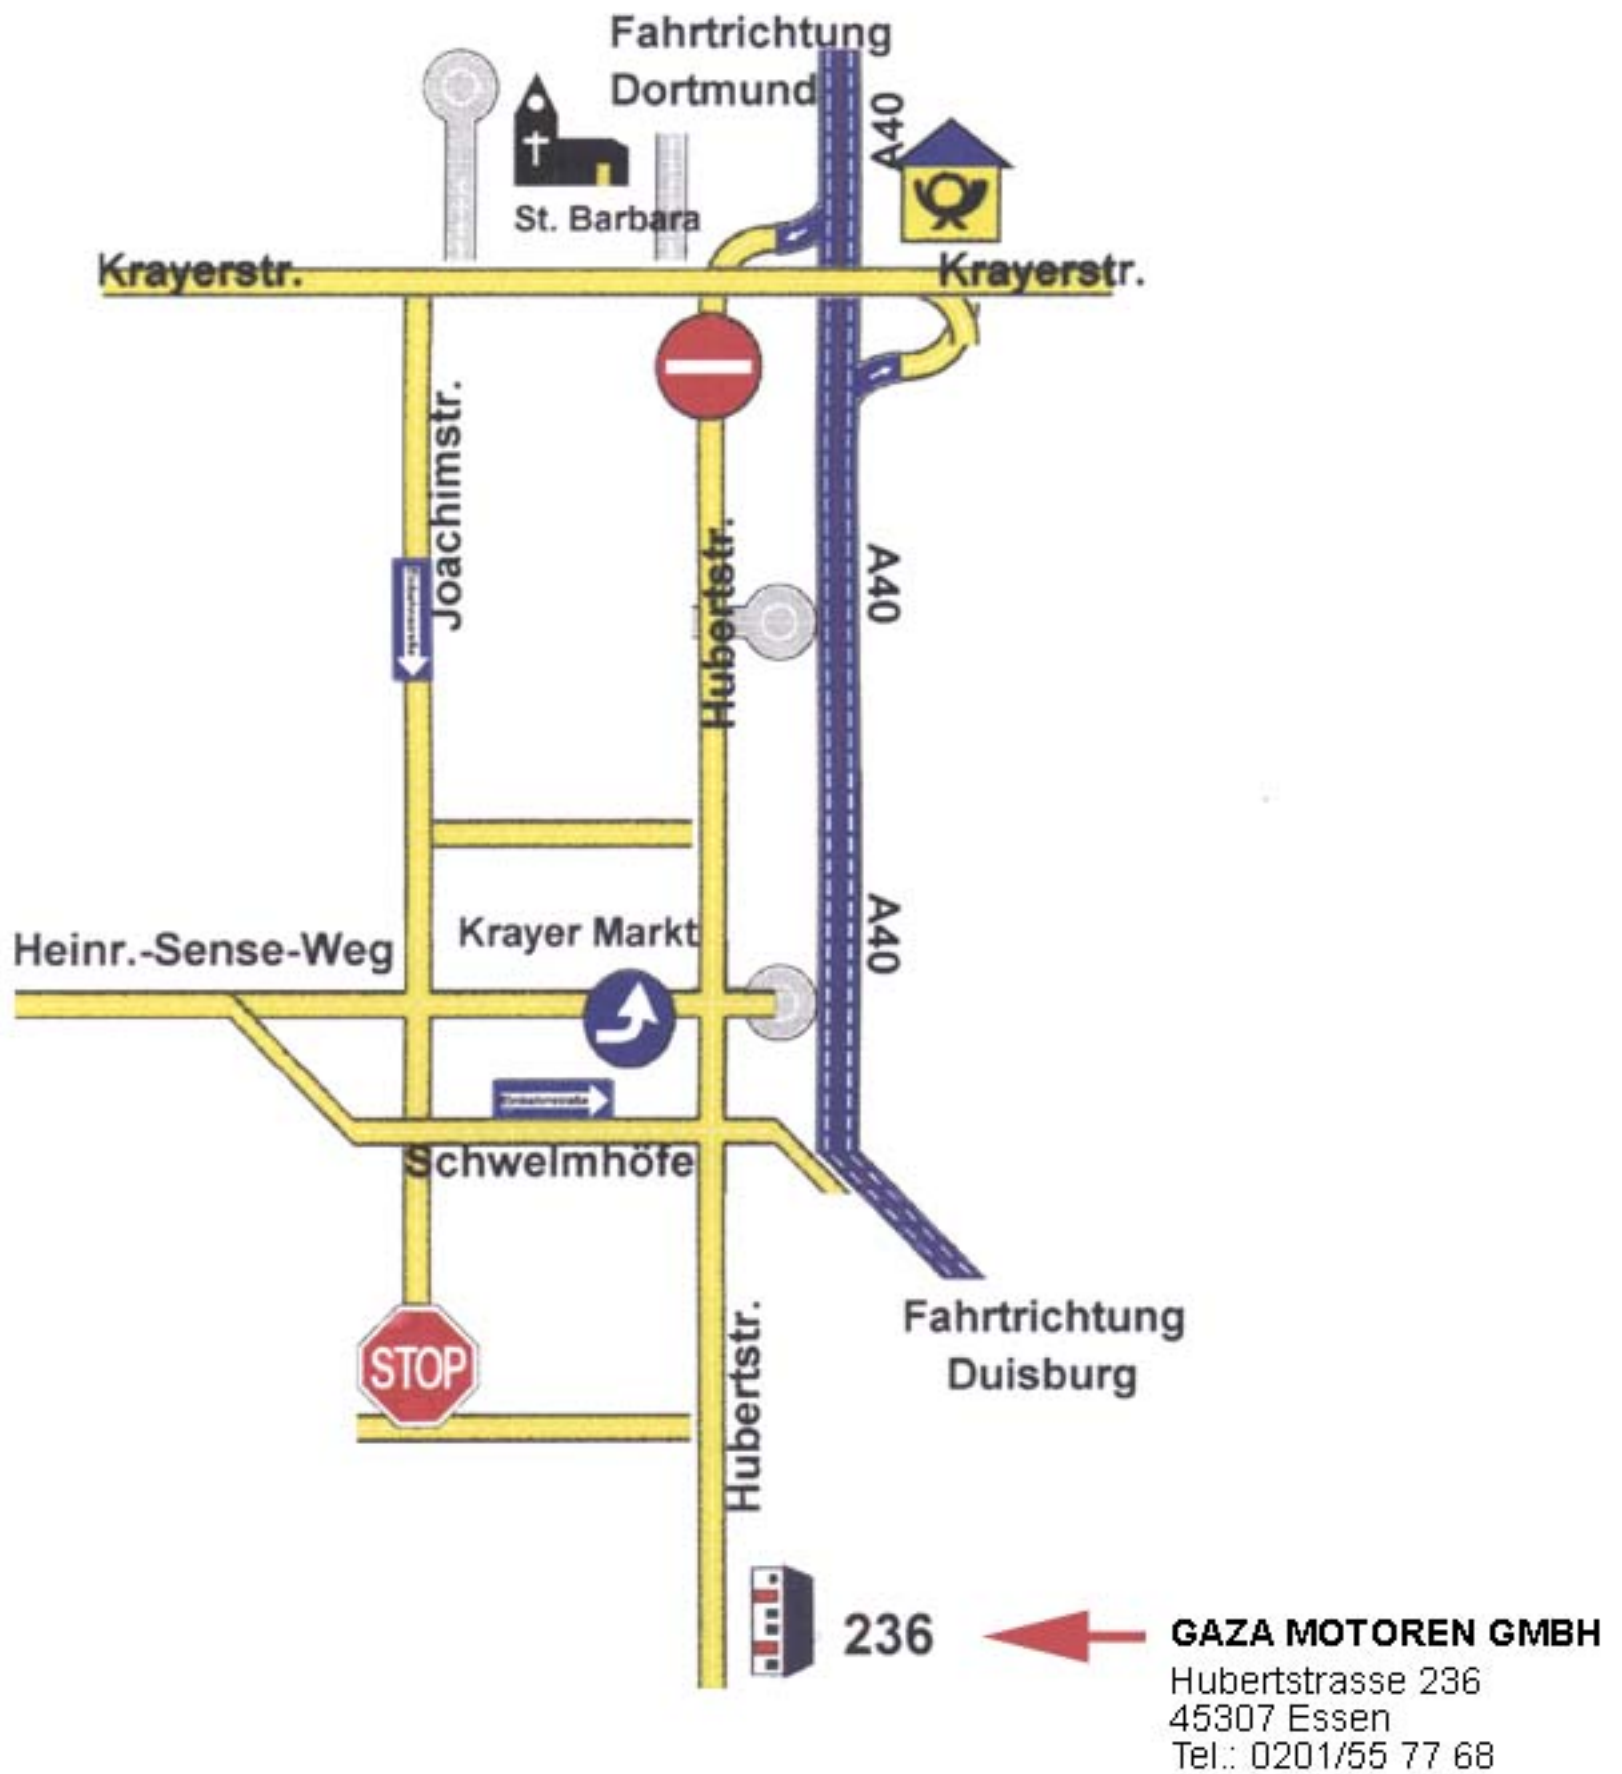 Fahrtrichtung
Dortmund
A40
St. Barbara
Krayerstr.
Krayerstr.
Joachimstr.
Hubertstr.
A40
A40
Krayer Markt
Heinr.-Sense-Weg
Einbahnstraße
Schwelmhöfe
STOP
Fahrtrichtung
Duisburg
Hubertstr.
236
GAZA MOTOREN GMBH
Hubertstrasse 236
45307 Essen
Tel.: 0201/55 77 68